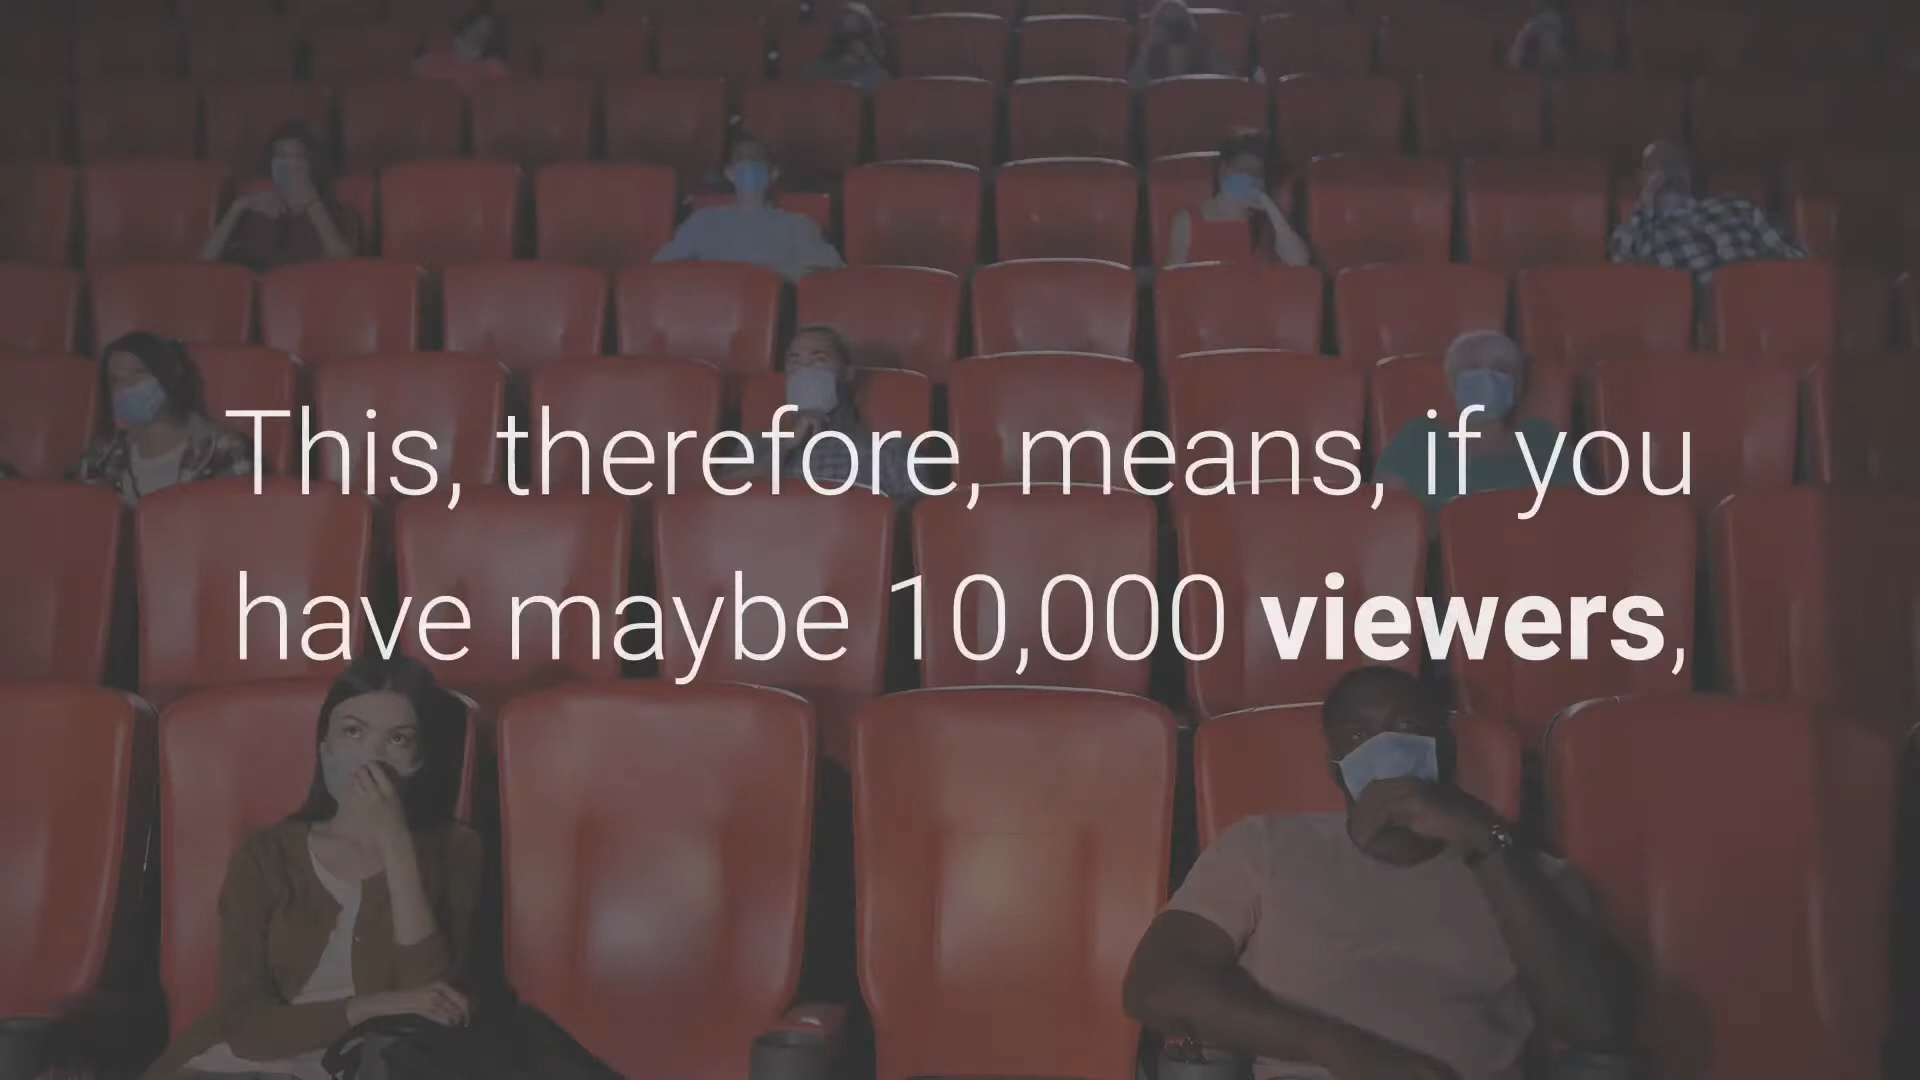 This, therefore, means, if you
have maybe 10,000 viewers,